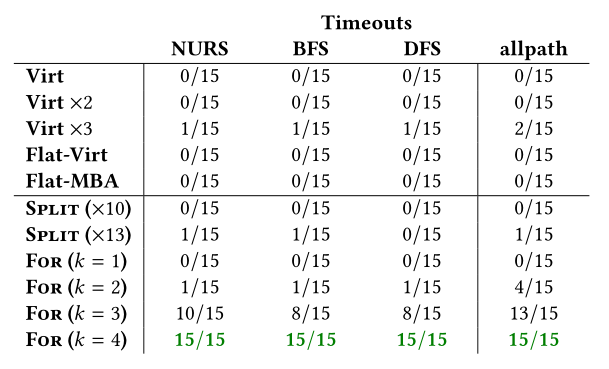 Timeouts
NURS BFS DFS allpath
Virt 0/15 0/15 0/15 0/15
Virt ×2 0/15 0/15 0/15 0/15
Virt ×3 1/15 1/15 1/15 2/15
Flat-Virt 0/15 0/15 0/15 0/15
Flat-MBA 0/15 0/15 0/15 0/15
Split (×10) 0/15 0/15 0/15 0/15
Split (×13) 1/15 1/15 0/15 1/15
For (k = 1) 0/15 0/15 0/15 0/15
For (k = 2) 1/15 1/15 1/15 4/15
For (k = 3) 10/15 8/15 8/15 13/15
For (k = 4) 15/15 15/15 15/15 15/15